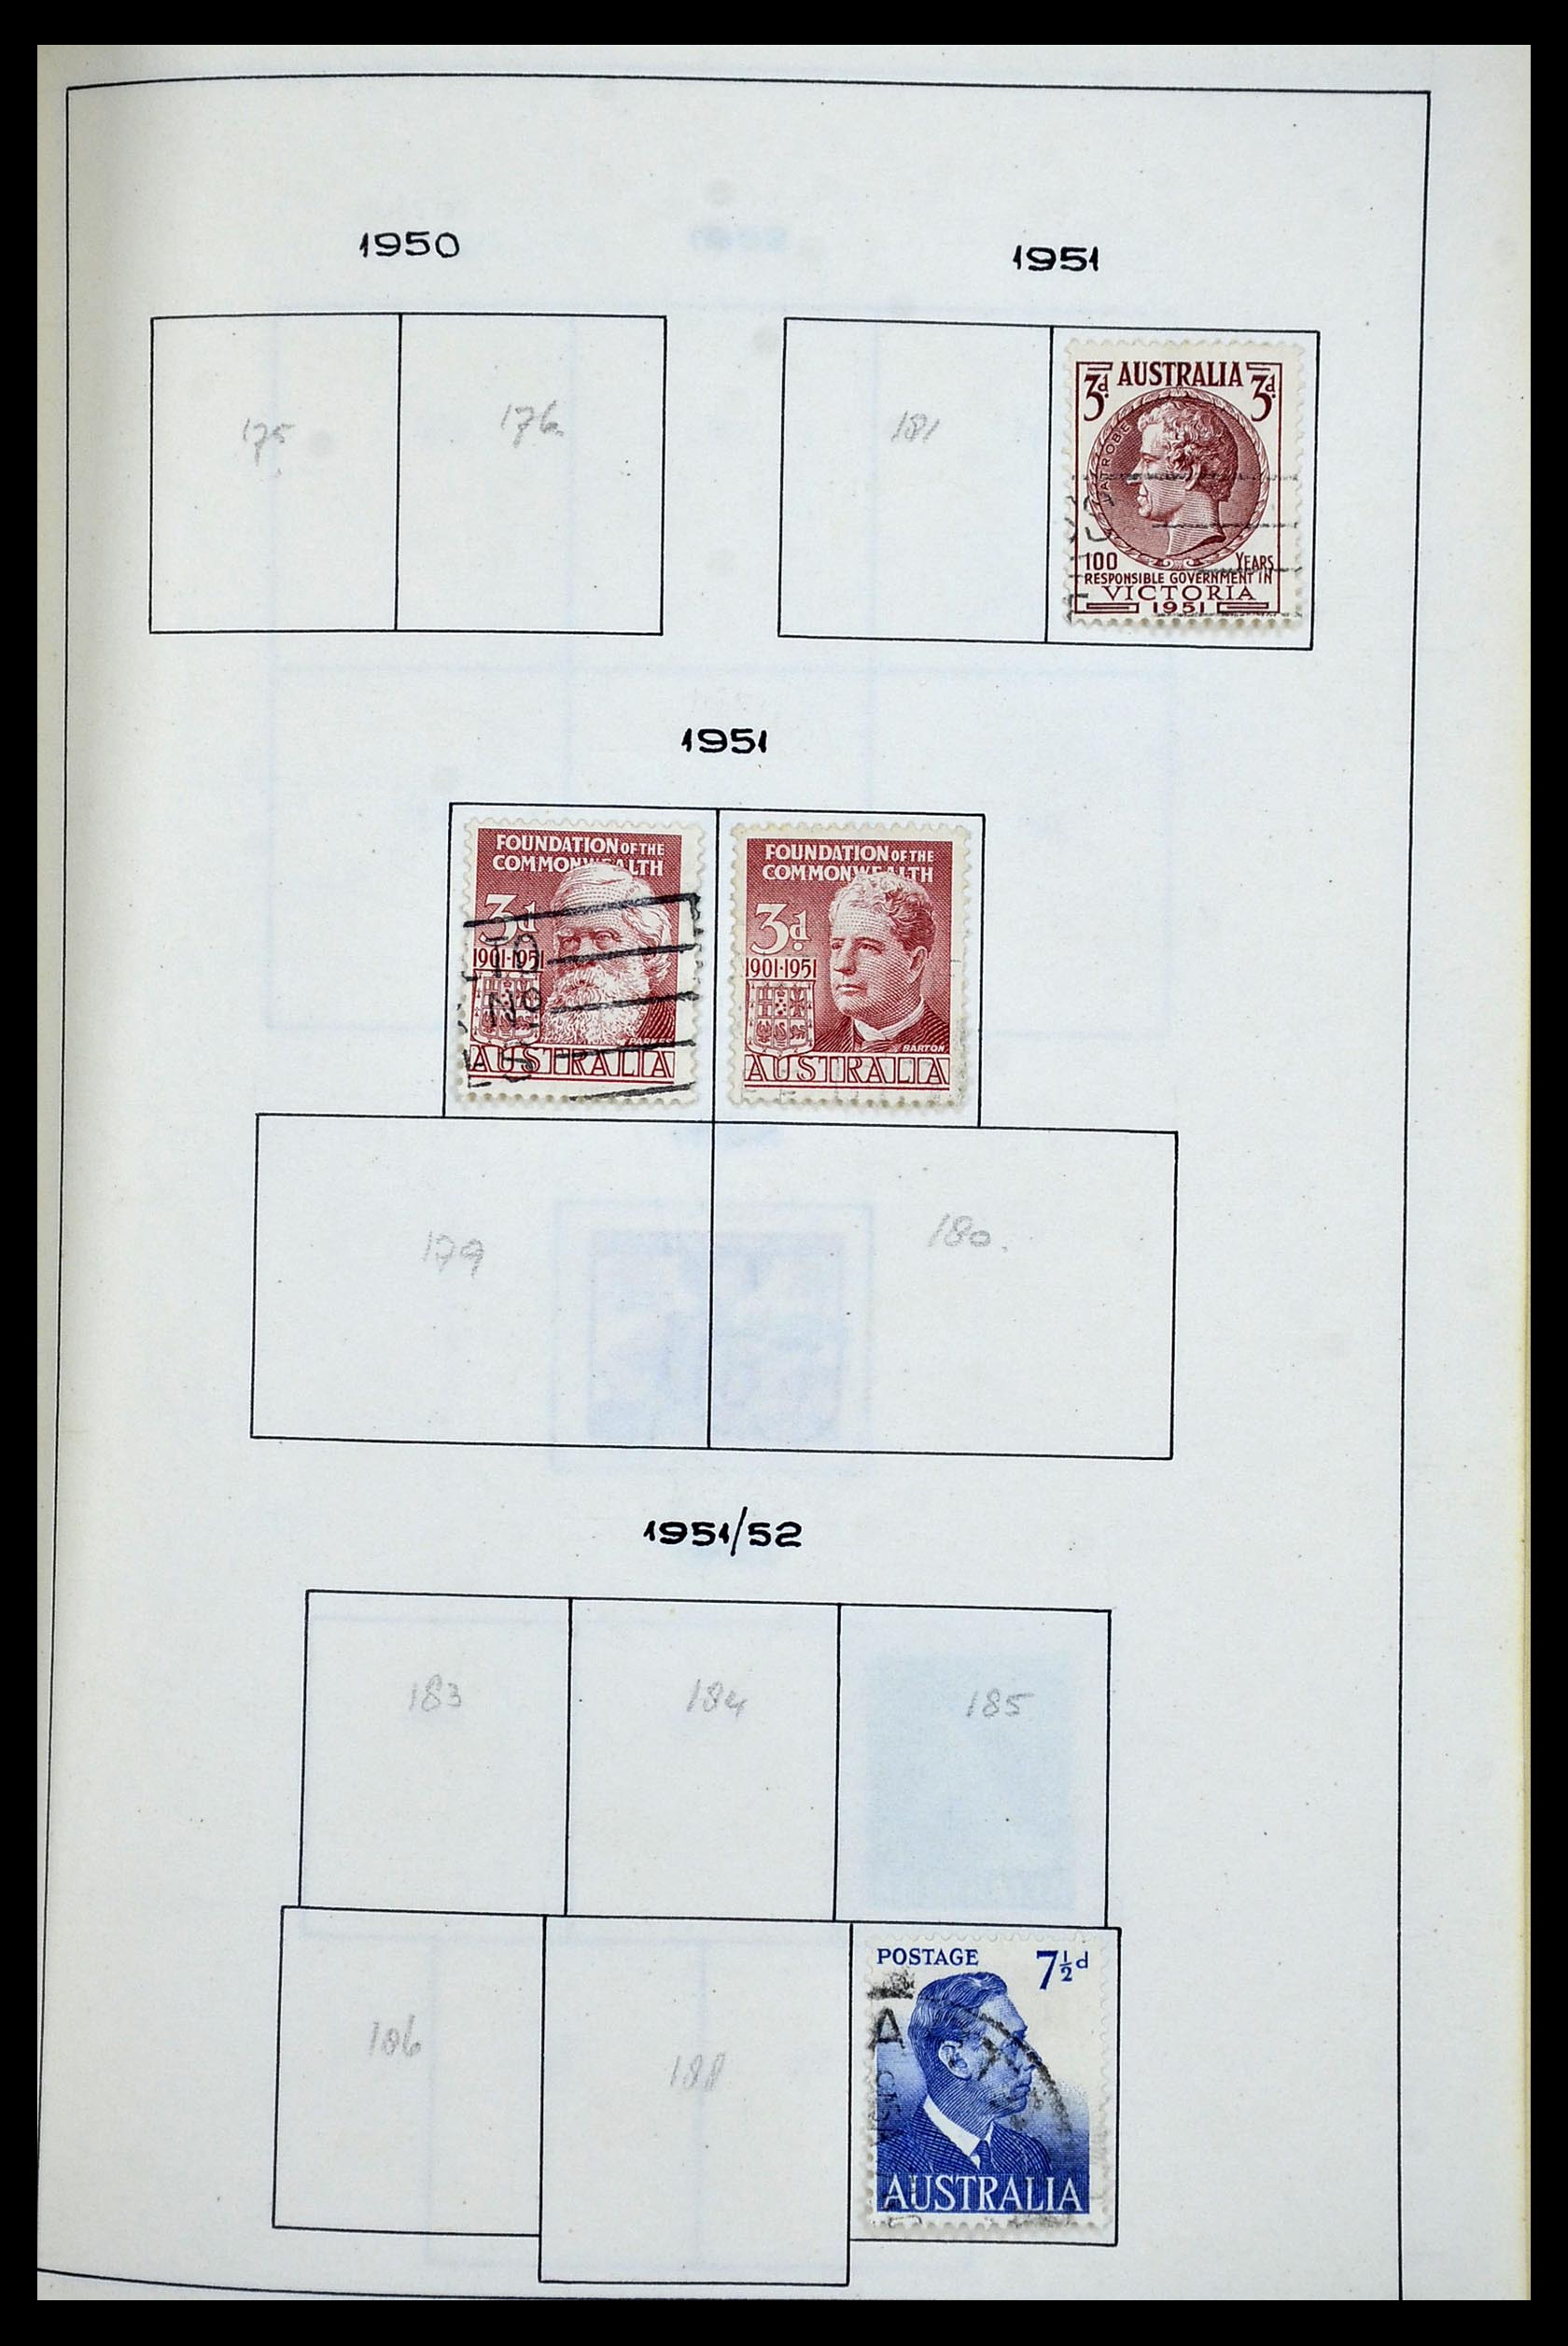 1950
1951
175
176
181
3d AUSTRALIA 3d
LATROBE
100 YEARS
RESPONSIBLE GOVERNMENT IN
VICTORIA
1951
1951
FOUNDATION OF THE
COMMONWEALTH
3d
1901-1951
AUSTRALIA
FOUNDATION OF THE
COMMONWEALTH
3d
1901-1951
BARTON
AUSTRALIA
179
180.
1951/52
183
184
185
186
188
POSTAGE 7½d
AUSTRALIA